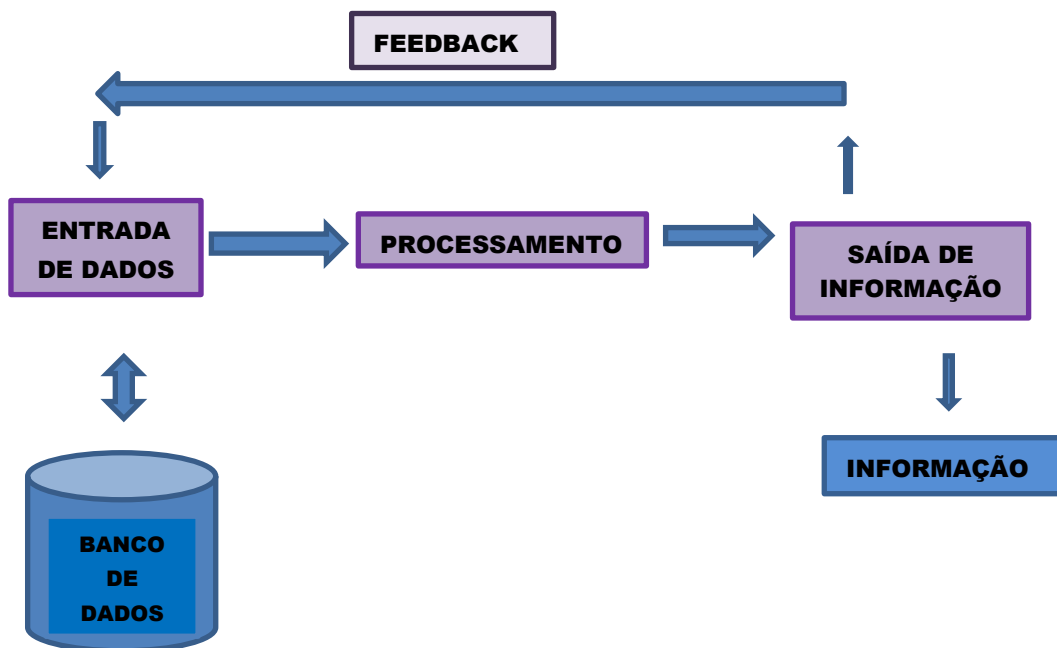 FEEDBACK
ENTRADA
DE DADOS
PROCESSAMENTO
SAÍDA DE
INFORMAÇÃO
INFORMAÇÃO
BANCO
DE
DADOS